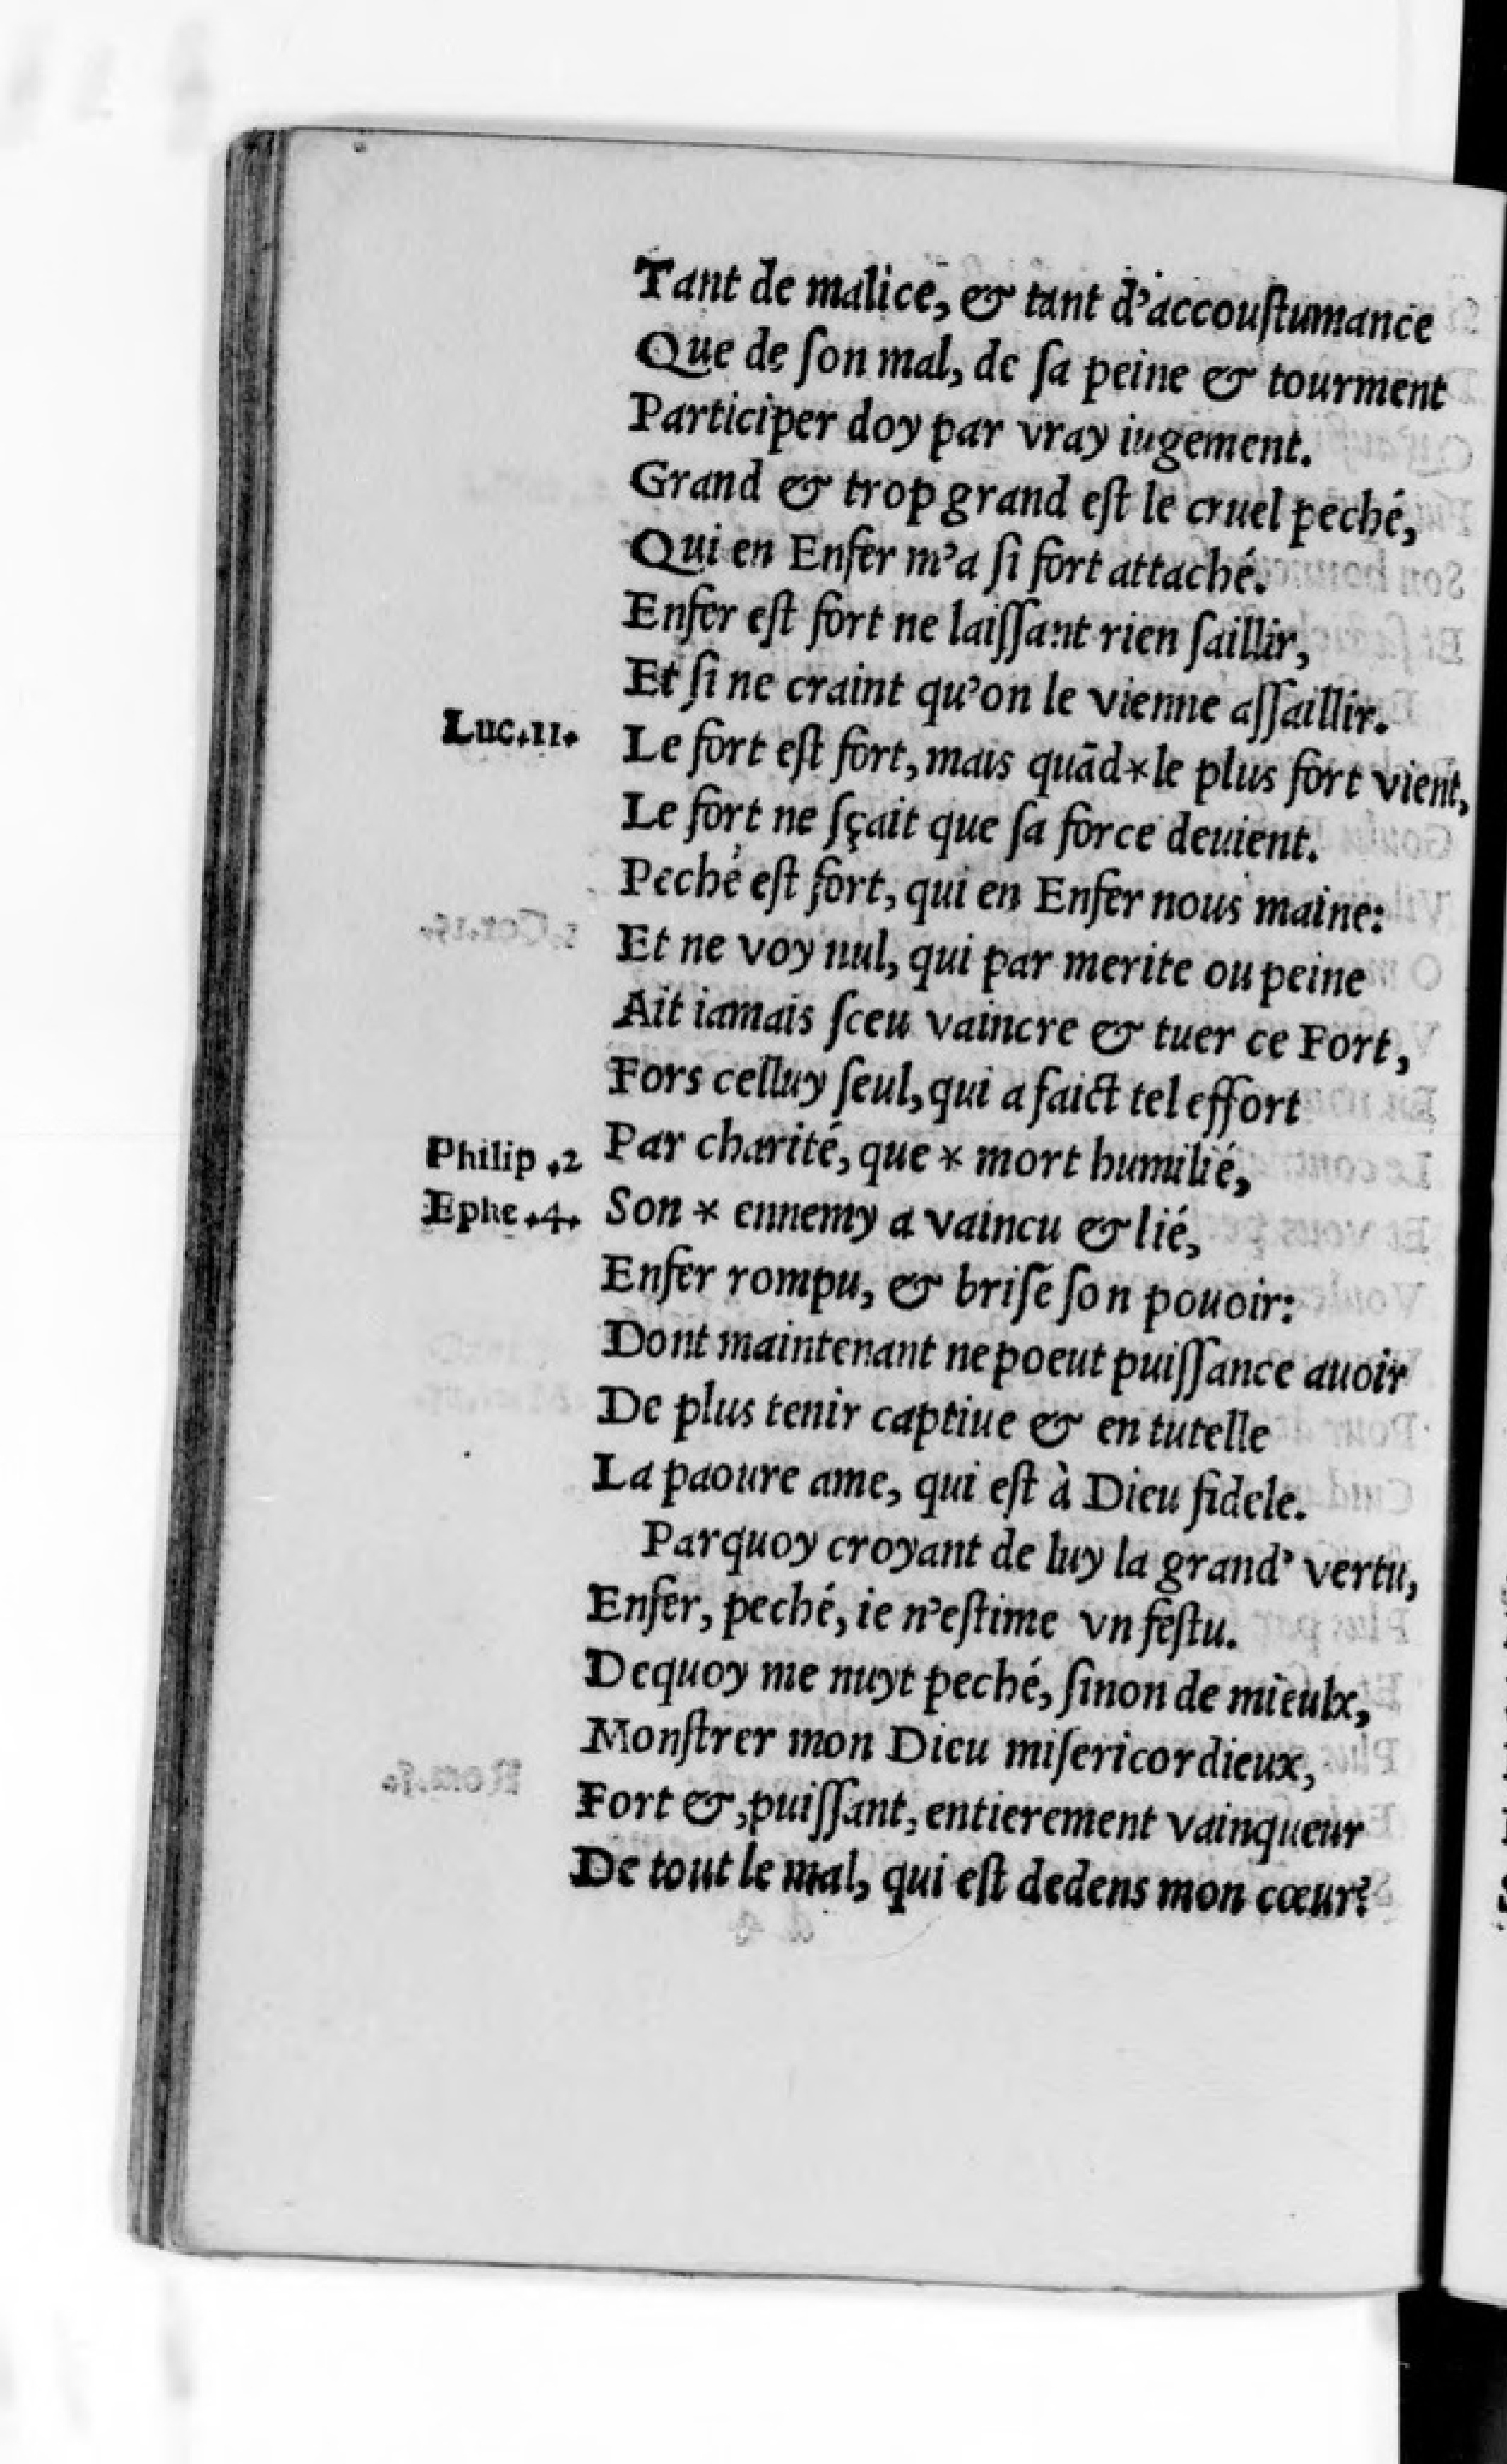 Tant de malice, & tant d'accouſtumance
Que de ſon mal, de ſa peine & tourment
Participer doy par vray iugement.
Grand & trop grand eſt le cruel peché,
Qui en Enfer m'a ſi fort attaché.
Enfer eſt fort ne laiſſant rien ſaillir,
Et ſi ne craint qu'on le vienne aſſaillir.
Luc.11. Le fort eſt fort, mais quād*le plus fort vient,
Le fort ne ſçait que ſa force deuient.
Peché eſt fort, qui en Enfer nous maine:
Et ne voy nul, qui par merite ou peine
Ait iamais ſceu vaincre & tuer ce Fort,
Fors celluy ſeul, qui a faict tel effort
Philip.2 Par charité, que * mort humilié,
Ephe.4. Son * ennemy a vaincu & lié,
Enfer rompu, & briſé ſon pouoir:
Dont maintenant ne poeut puiſſance auoir
De plus tenir captiue & en tutelle
La paoure ame, qui eſt à Dieu fidele.
Parquoy croyant de luy la grand' vertu,
Enfer, peché, ie n'eſtime vn feſtu.
Dequoy me nuyt peché, ſinon de mieulx,
Monſtrer mon Dieu miſericordieux,
Fort &,puiſſant, entierement vainqueur
De tout le mal, qui eſt dedens mon cœur?